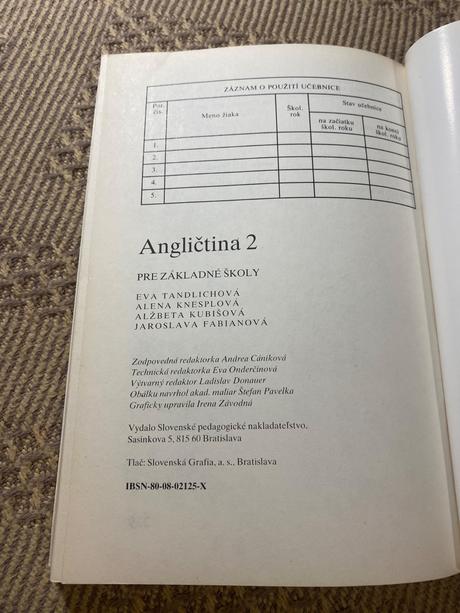 ZÁZNAM O POUŽITÍ UČEBNICE
Por. čís.
Meno žiaka
Škol. rok
Stav učebnice
na začiatku škol. roku
na konci škol. roku
1.
2.
3.
4.
5.
Angličtina 2
PRE ZÁKLADNÉ ŠKOLY
EVA TANDLICHOVÁ
ALENA KNESPLOVÁ
ALŽBETA KUBIŠOVÁ
JAROSLAVA FABIANOVÁ
Zodpovedná redaktorka Andrea Cániková
Technická redaktorka Eva Onderčinová
Výtvarný redaktor Ladislav Donauer
Obálku navrhol akad. maliar Štefan Pavelka
Graficky upravila Irena Závodná
Vydalo Slovenské pedagogické nakladateľstvo,
Sasinkova 5, 815 60 Bratislava
Tlač: Slovenská Grafia, a. s., Bratislava
IBSN-80-08-02125-X